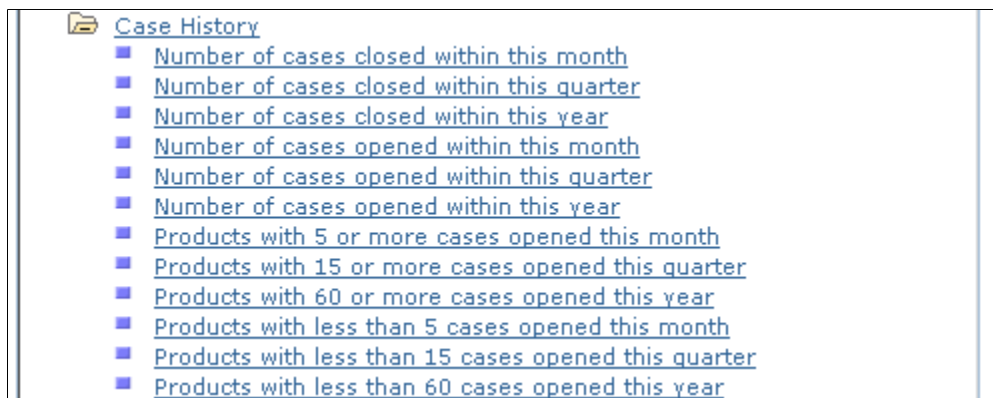 Case History
Number of cases closed within this month
Number of cases closed within this quarter
Number of cases closed within this year
Number of cases opened within this month
Number of cases opened within this quarter
Number of cases opened within this year
Products with 5 or more cases opened this month
Products with 15 or more cases opened this quarter
Products with 60 or more cases opened this year
Products with less than 5 cases opened this month
Products with less than 15 cases opened this quarter
Products with less than 60 cases opened this year